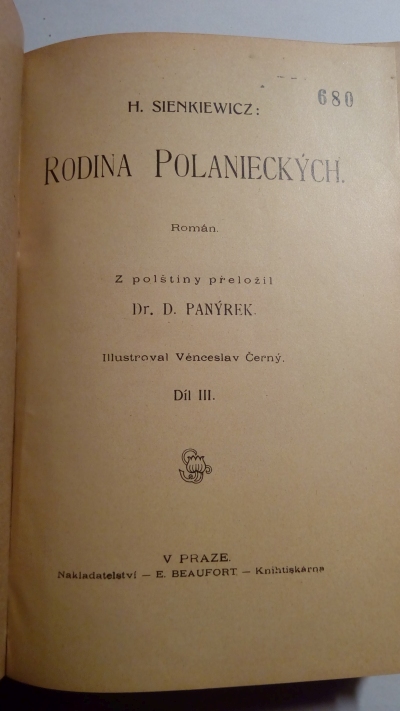 680
H. SIENKIEWICZ:
RODINA POLANIECKÝCH.
Román.
Z polštiny přeložil
Dr. D. PANÝREK.
Illustroval Věnceslav Černý.
Díl III.
V PRAZE.
Nakladatelství — E. BEAUFORT — Knihtiskárna